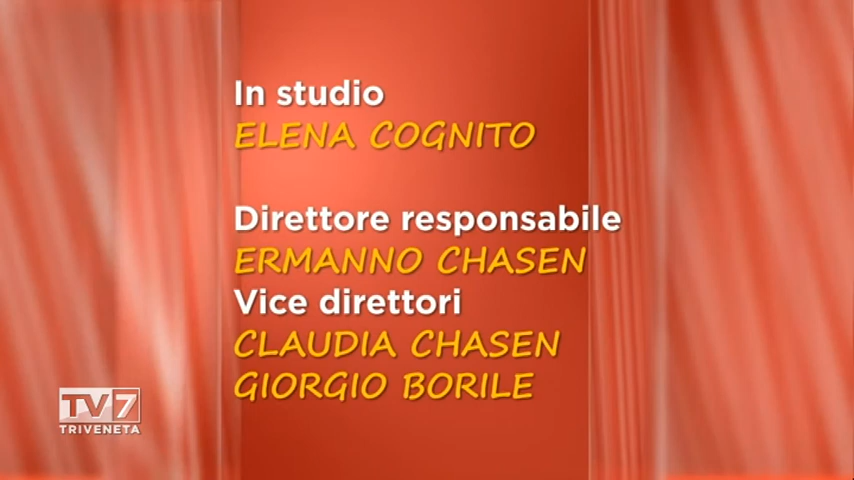 In studio
ELENA COGNITO
Direttore responsabile
ERMANNO CHASEN
Vice direttori
CLAUDIA CHASEN
GIORGIO BORILE
TV7
TRIVENETA